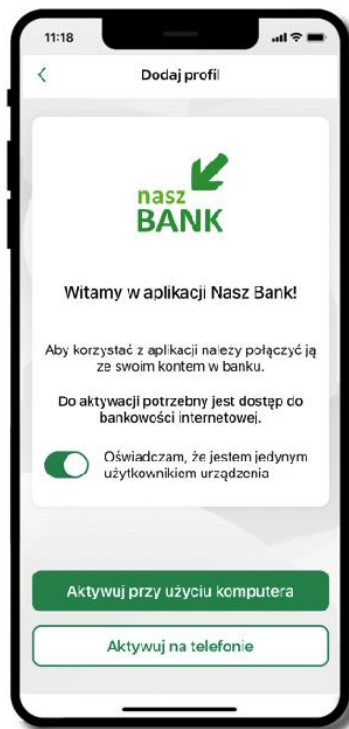 11:18
Dodaj profil
nasz
BANK
Witamy w aplikacji Nasz Bank!
Aby korzystać z aplikacji należy połączyć ją
ze swoim kontem w banku.
Do aktywacji potrzebny jest dostęp do
bankowości internetowej.
Oświadczam, że jestem jedynym
użytkownikiem urządzenia
Aktywuj przy użyciu komputera
Aktywuj na telefonie